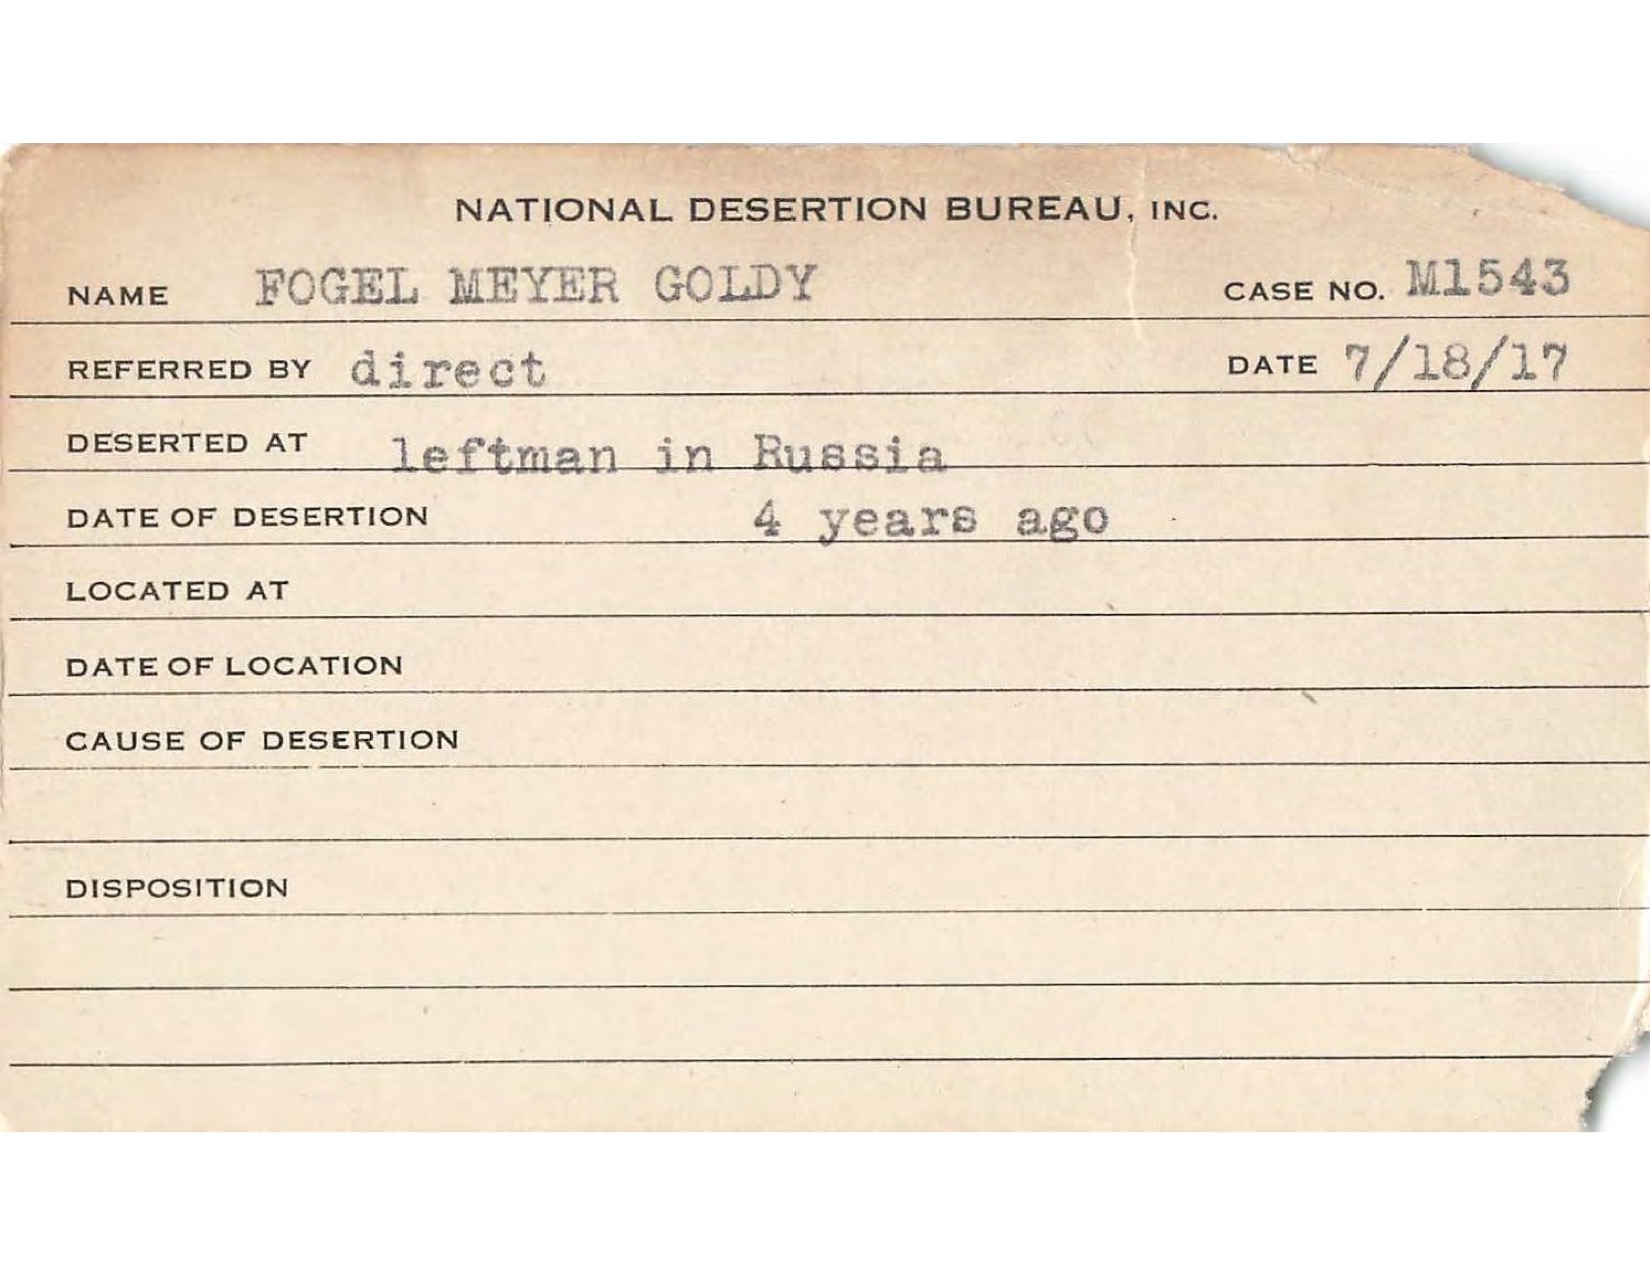 NATIONAL DESERTION BUREAU, INC.
NAME FOGEL MEYER GOLDY CASE NO. M1543
REFERRED BY direct DATE 7/18/17
DESERTED AT leftman in Russia
DATE OF DESERTION 4 years ago
LOCATED AT
DATE OF LOCATION
CAUSE OF DESERTION
DISPOSITION